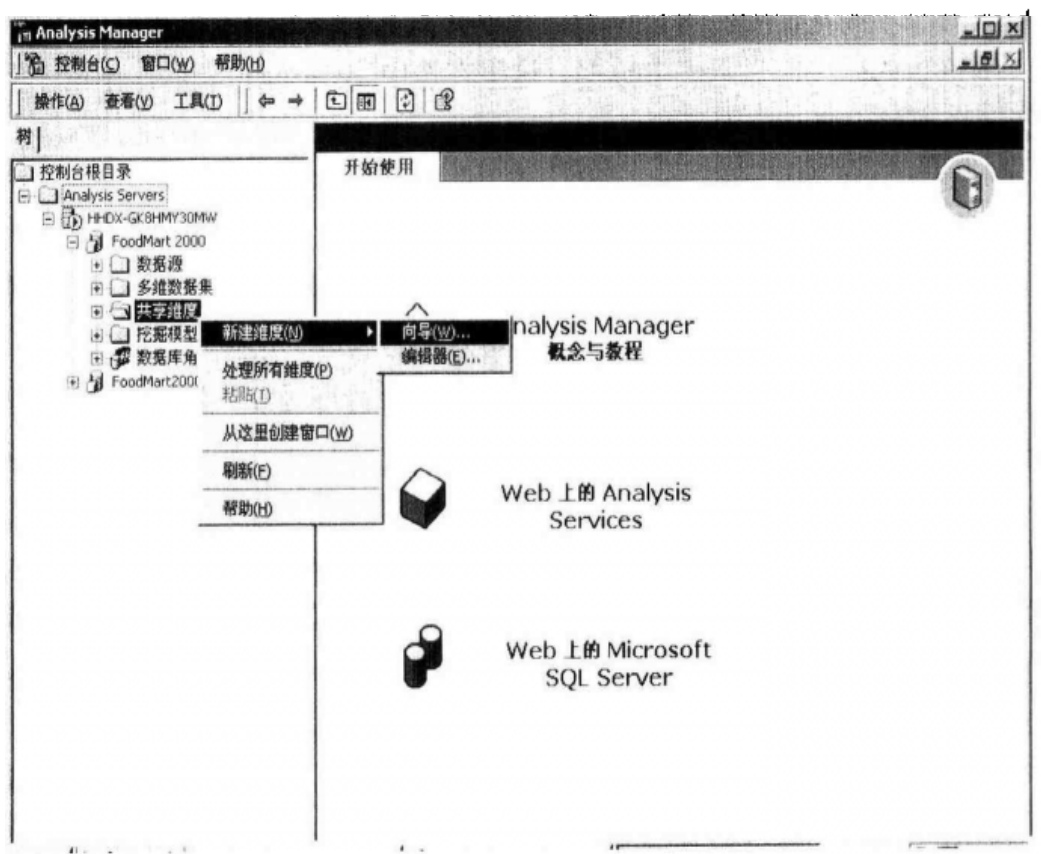 Analysis Manager
控制台(C) 窗口(W) 帮助(H)
操作(A) 查看(V) 工具(T)
树
开始使用
控制台根目录
Analysis Servers
HHDX-GK8HMY30MW
FoodMart 2000
数据源
多维数据集
共享维度
挖掘模型
数据库角
FoodMart200
新建维度(N)
处理所有维度(P)
粘贴(T)
从这里创建窗口(W)
刷新(F)
帮助(H)
向导(W)...
编辑器(E)...
nalysis Manager
概念与教程
Web 上的 Analysis
Services
Web 上的 Microsoft
SQL Server